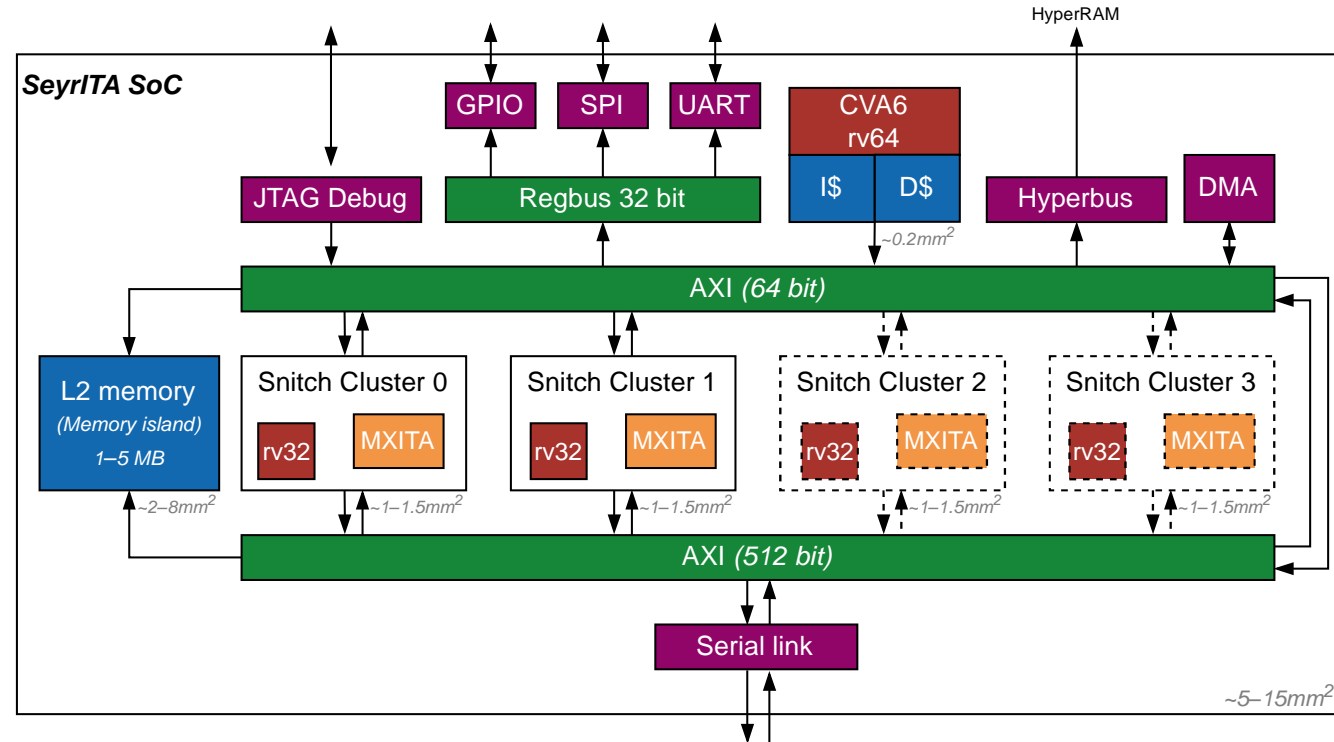 HyperRAM
SeyrITA SoC
GPIO
SPI
UART
CVA6
rv64
JTAG Debug
Regbus 32 bit
I$
D$
Hyperbus
DMA
~0.2mm²
AXI (64 bit)
L2 memory
(Memory island)
1–5 MB
~2–8mm²
Snitch Cluster 0
rv32
MXITA
~1–1.5mm²
Snitch Cluster 1
rv32
MXITA
~1–1.5mm²
Snitch Cluster 2
rv32
MXITA
~1–1.5mm²
Snitch Cluster 3
rv32
MXITA
~1–1.5mm²
AXI (512 bit)
Serial link
~5–15mm²